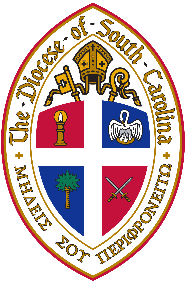 The Diocese of South Carolina
ΜΗΔΕΙΣ ΣΟΥ ΠΕΡΙΦΡΟΝΕΙΤΩ